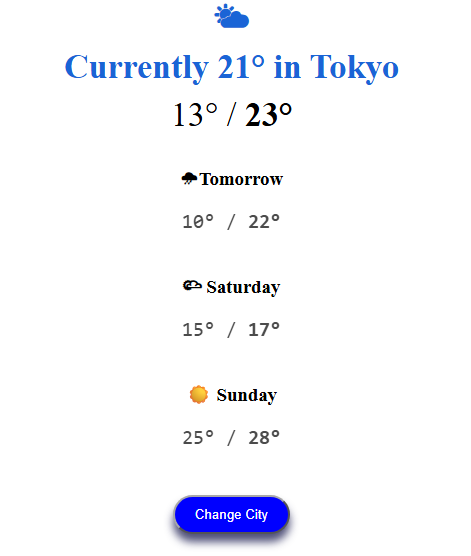 Currently 21° in Tokyo
13° / 23°
Tomorrow
10° / 22°
Saturday
15° / 17°
Sunday
25° / 28°
Change City